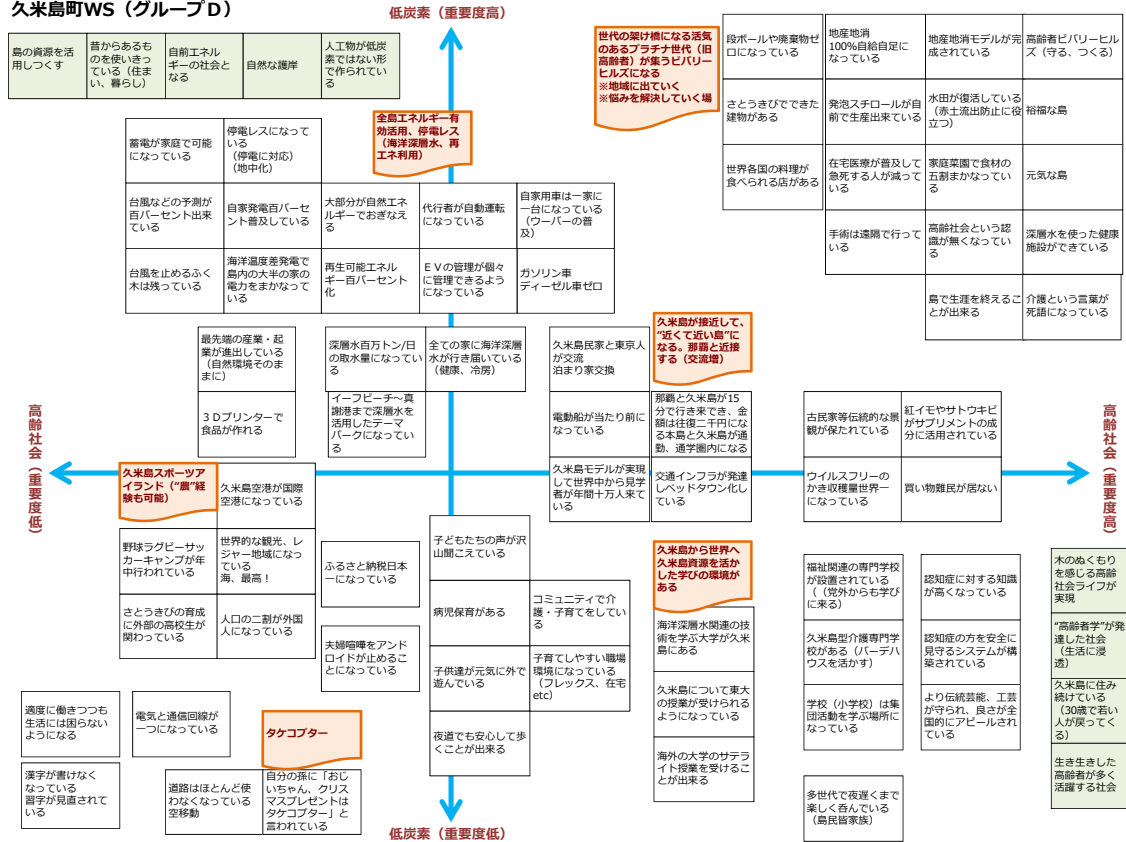 久米島町WS（グループD）
低炭素（重要度高）
島の資源を活
用しつくす
昔からあるも
のを使いきっ
ている（住ま
い、暮らし）
自前エネル
ギーの社会と
なる
自然な護岸
人工物が低炭
素ではない形
で作られてい
る
世代の架け橋になる活気
のあるプラチナ世代（旧
高齢者）が集うビバリー
ヒルズになる
※地域に出ていく
※悩みを解決していく場
段ボールや廃棄物ゼ
ロになっている
地産地消
100%自給自足に
なっている
地産地消モデルが完
成されている
高齢者ビバリーヒル
ズ（守る、つくる）
さとうきびでできた
建物がある
発泡スチロールが自
前で生産出来ている
水田が復活している
（赤土流出防止に役
立つ）
裕福な島
世界各国の料理が
食べられる店がある
在宅医療が普及して
急死する人が減って
いる
家庭菜園で食材の
五割まかなってい
る
元気な島
手術は遠隔で行って
いる
高齢社会という認
識が無くなってい
る
深層水を使った健康
施設ができている
島で生涯を終えるこ
とが出来る
介護という言葉が
死語になっている
全島エネルギー有
効活用、停電レス
（海洋深層水、再
エネ利用）
蓄電が家庭で可能
になっている
停電レスになって
いる
（停電に対応）
（地中化）
台風などの予測が
百パーセント出来
ている
自家発電百パーセ
ント普及している
大部分が自然エネ
ルギーでおぎなえ
る
代行者が自動運転
になっている
自家用車は一家に
一台になっている
（ウーバーの普
及）
台風を止めるふく
木は残っている
海洋温度差発電で
島内の大半の家の
電力をまかなって
いる
再生可能エネル
ギー百パーセント
化
ＥＶの管理が個々
に管理できるよう
になっている
ガソリン車
ディーゼル車ゼロ
最先端の産業・起
業が進出している
（自然環境そのま
まに）
深層水百万トン/日
の取水量になってい
る
全ての家に海洋深層
水が行き届いている
（健康、冷房）
３Ｄプリンターで
食品が作れる
イーフビーチ～真
謝港まで深層水を
活用したテーマ
パークになってい
る
久米島民家と東京人
が交流
泊まり家交換
久米島が接近して、
“近くて近い島”に
なる。那覇と近接
する（交流増）
電動船が当たり前に
なっている
那覇と久米島が15
分で行き来でき、金
額は往復二千円にな
る本島と久米島が通
勤、通学圏内になる
久米島モデルが実現
して世界中から見学
者が年間十万人来て
いる
交通インフラが発達
しベッドタウン化し
ている
古民家等伝統的な景
観が保たれている
紅イモやサトウキビ
がサプリメントの成
分に活用されている
ウイルスフリーの
かき収穫量世界一
になっている
買い物難民が居ない
高齢社会（重要度低）
高齢社会（重要度高）
久米島スポーツア
イランド（“農”経
験も可能）
久米島空港が国際
空港になっている
野球ラグビーサッ
カーキャンプが年
中行われている
世界的な観光、レ
ジャー地域になっ
ている
海、最高！
さとうきびの育成
に外部の高校生が
関わっている
人口の二割が外国
人になっている
ふるさと納税日本
一になっている
夫婦喧嘩をアンド
ロイドが止めるこ
とになっている
子どもたちの声が沢
山聞こえている
病児保育がある
コミュニティで介
護・子育てをしてい
る
子供達が元気に外で
遊んでいる
子育てしやすい職場
環境になっている
（フレックス、在宅
etc）
夜道でも安心して歩
くことが出来る
久米島から世界へ
久米島資源を活か
した学びの環境が
ある
海洋深層水関連の技
術を学ぶ大学が久米
島にある
久米島について東大
の授業が受けられる
ようになっている
海外の大学のサテラ
イト授業を受けるこ
とが出来る
福祉関連の専門学校
が設置されている
（（党外からも学び
に来る）
認知症に対する知識
が高くなっている
久米島型介護専門学
校がある（バーデハ
ウスを活かす）
認知症の方を安全に
見守るシステムが構
築されている
学校（小学校）は集
団活動を学ぶ場所に
なっている
より伝統芸能、工芸
が守られ、良さが全
国的にアピールされ
ている
多世代で夜遅くまで
楽しく呑んでいる
（島民皆家族）
木のぬくもり
を感じる高齢
社会ライフが
実現
“高齢者学”が発
達した社会
（生活に浸
透）
久米島に住み
続けている
（30歳で若い
人が戻ってく
る）
生き生きした
高齢者が多く
活躍する社会
適度に働きつつも
生活には困らない
ようになる
電気と通信回線が
一つになっている
タケコプター
漢字が書けなく
なっている
習字が見直されて
いる
道路はほとんど使
わなくなっている
空移動
自分の孫に「おじ
いちゃん、クリス
マスプレゼントは
タケコプター」と
言われている
低炭素（重要度低）